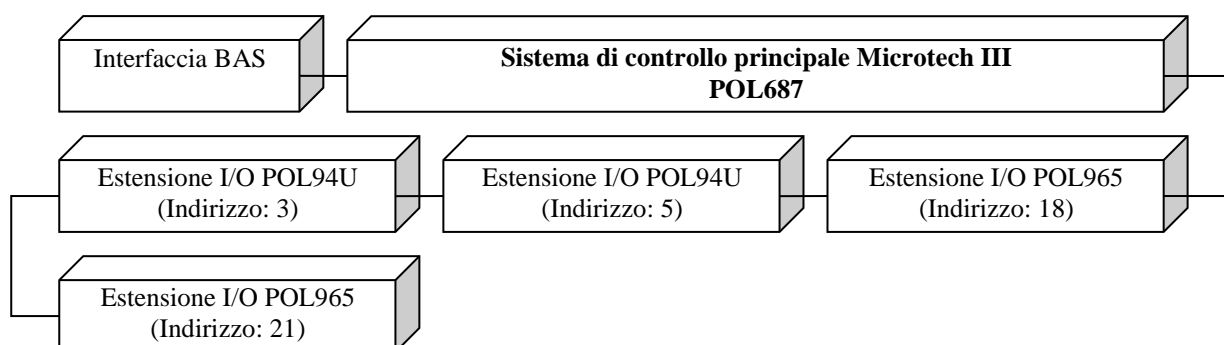 Interfaccia BAS
Sistema di controllo principale Microtech III
POL687
Estensione I/O POL94U
(Indirizzo: 3)
Estensione I/O POL94U
(Indirizzo: 5)
Estensione I/O POL965
(Indirizzo: 18)
Estensione I/O POL965
(Indirizzo: 21)